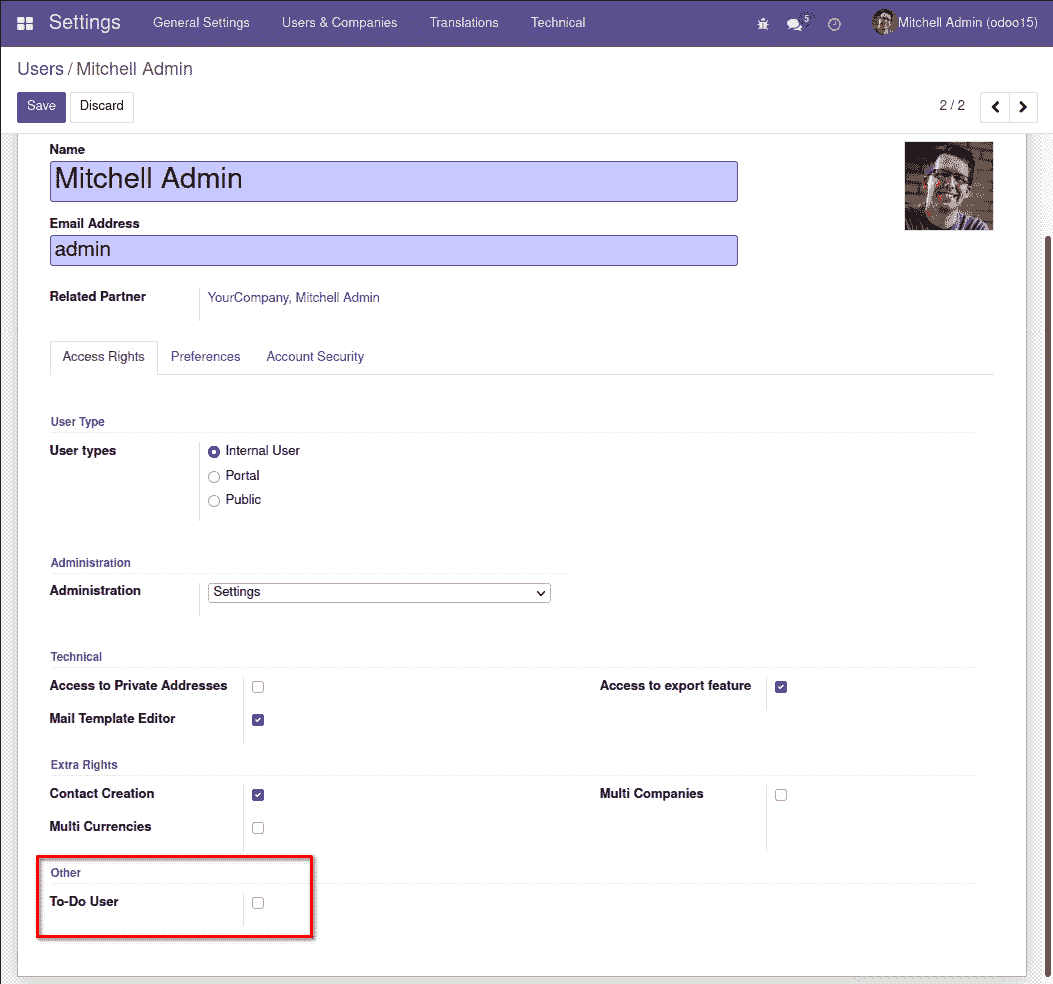 Settings General Settings Users & Companies Translations Technical 5 Mitchell Admin (odoo15)
Users / Mitchell Admin
Save Discard 2 / 2
Name
Mitchell Admin
Email Address
admin
Related Partner YourCompany, Mitchell Admin
Access Rights Preferences Account Security
User Type
User types Internal User
Portal
Public
Administration
Administration Settings
Technical
Access to Private Addresses Access to export feature
Mail Template Editor
Extra Rights
Contact Creation Multi Companies
Multi Currencies
Other
To-Do User